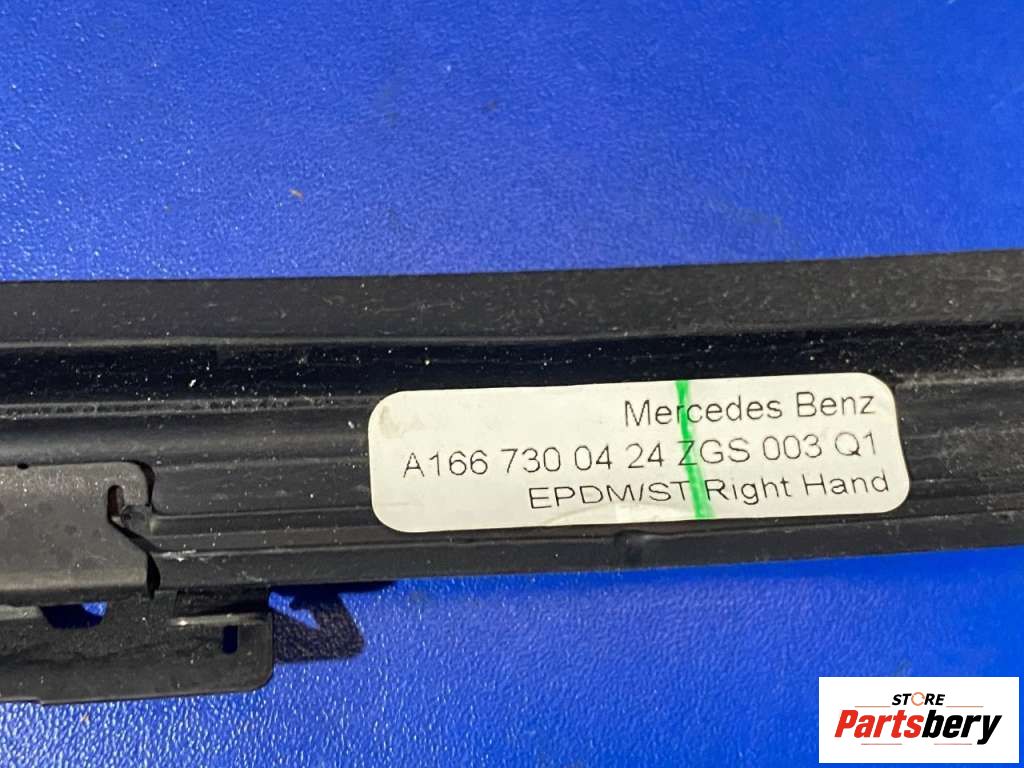 Mercedes Benz
A166 730 04 24 ZGS 003 Q1
EPDM/ST Right Hand
STORE
Partsbery